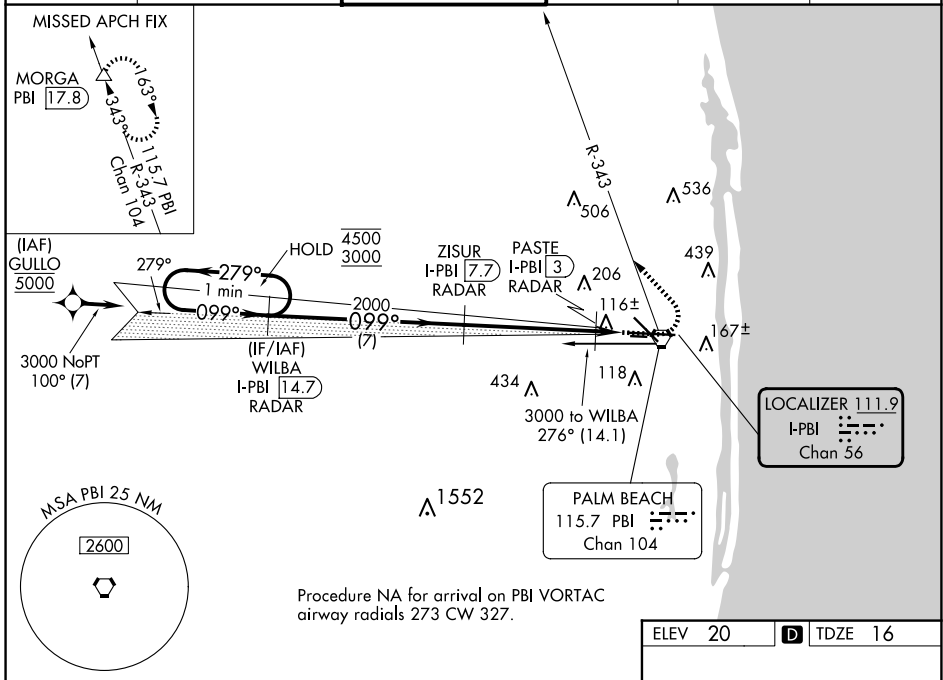 MISSED APCH FIX
MORGA
PBI 17.8
163°
343°
115.7 PBI
R-343
Chan 104
(IAF)
GULLO
5000
279°
HOLD
4500
3000
279°
1 min
099°
2000
099°
(7)
3000 NoPT
100° (7)
(IF/IAF)
WILBA
I-PBI 14.7
RADAR
ZISUR
I-PBI 7.7
RADAR
PASTE
I-PBI 3
RADAR
R-343
506
536
439
206
116±
167±
118
434
3000 to WILBA
276° (14.1)
LOCALIZER 111.9
I-PBI
Chan 56
1552
PALM BEACH
115.7 PBI
Chan 104
MSA PBI 25 NM
2600
Procedure NA for arrival on PBI VORTAC
airway radials 273 CW 327.
ELEV 20 D TDZE 16